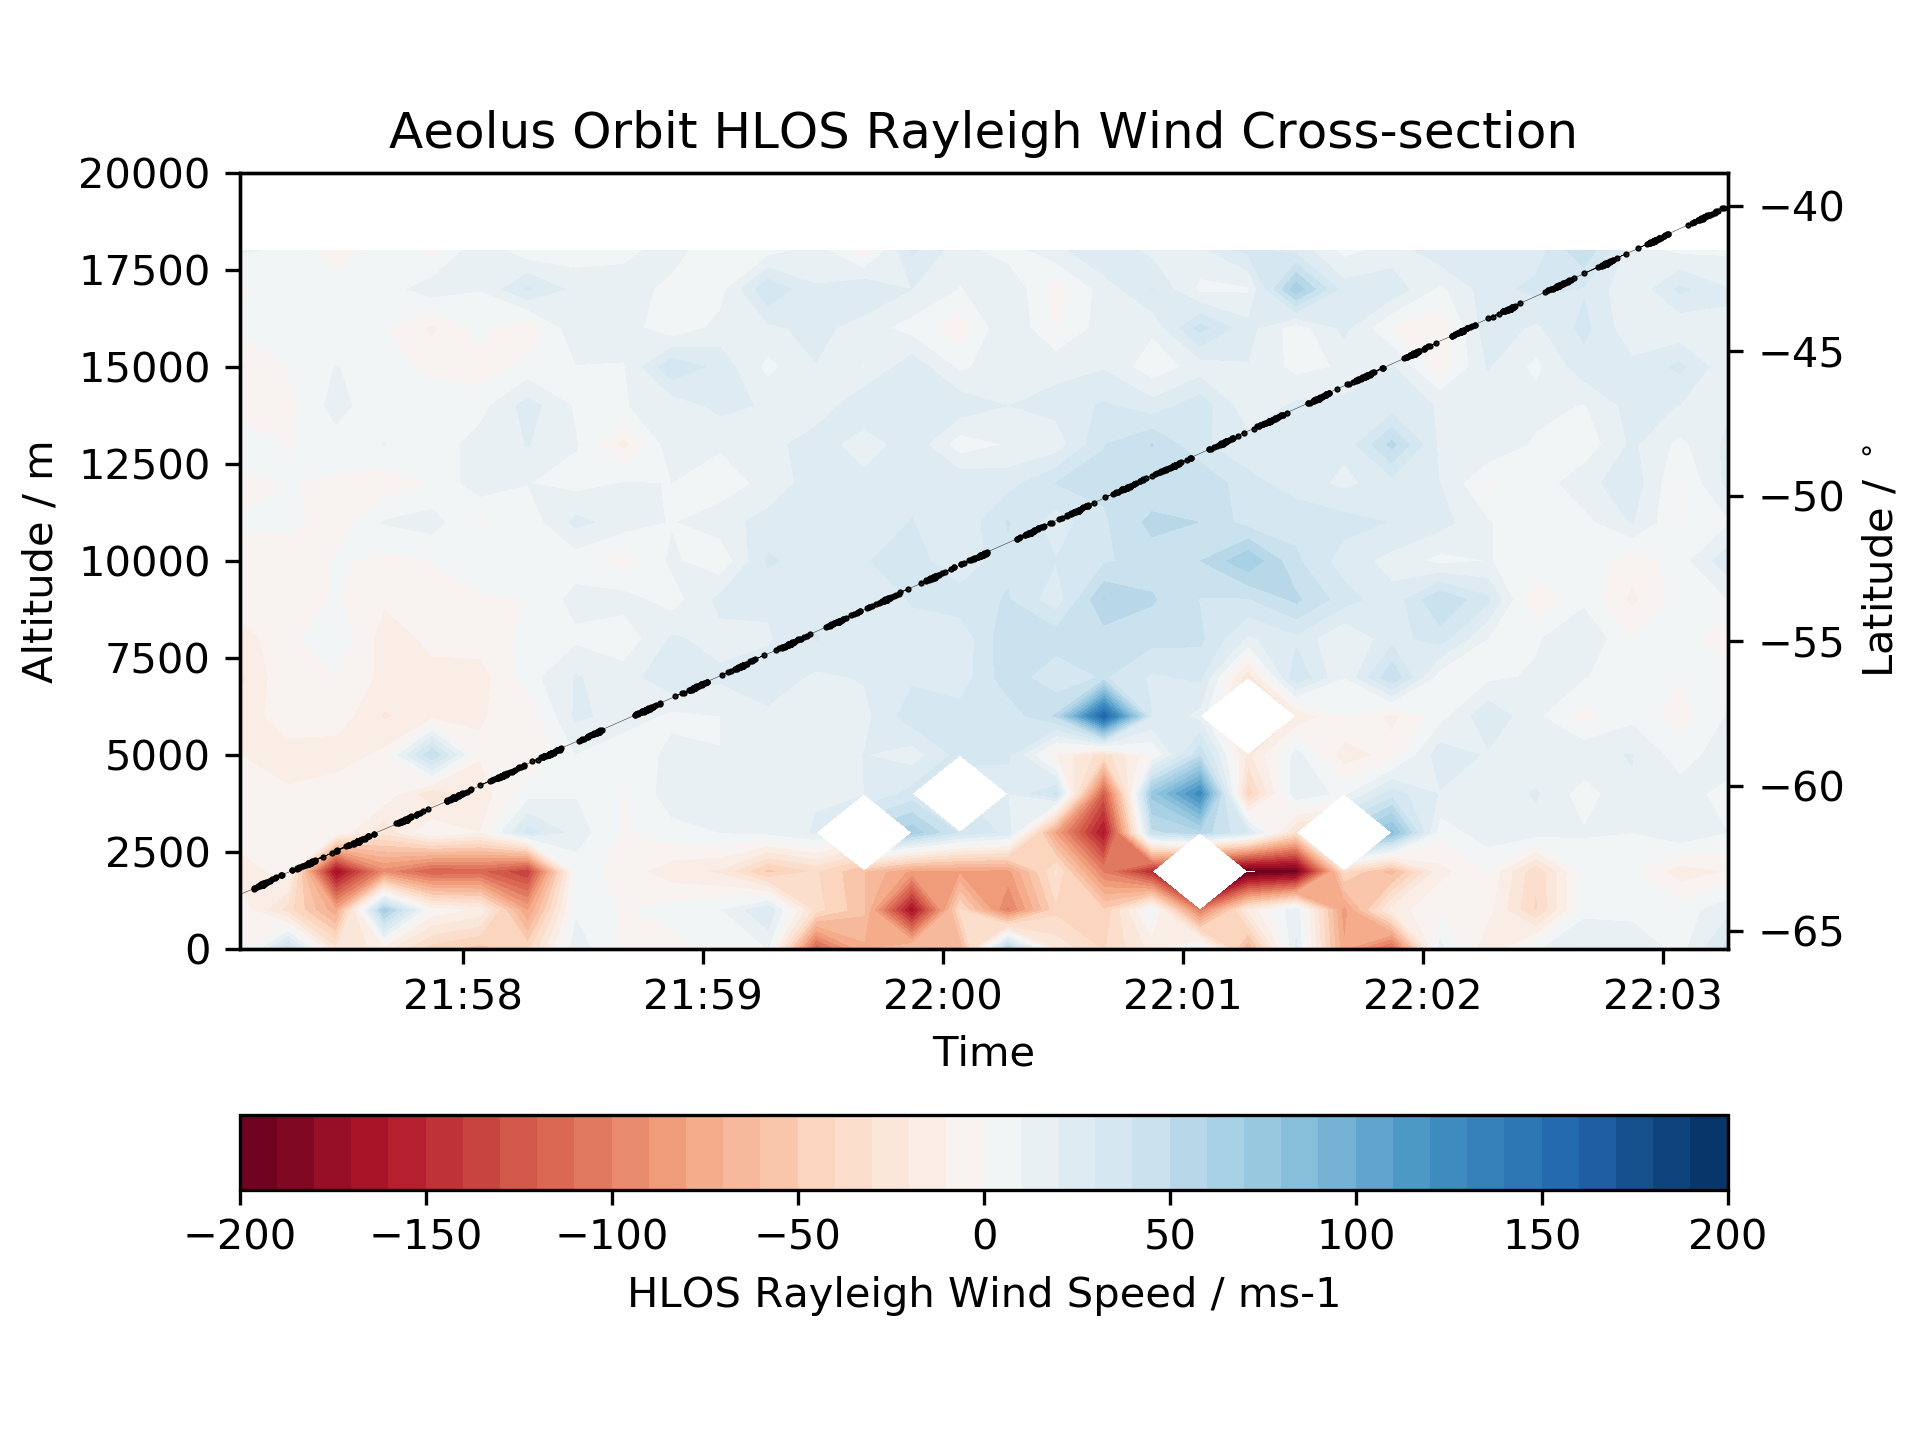 Aeolus Orbit HLOS Rayleigh Wind Cross-section
20000
17500
15000
12500
10000
7500
5000
2500
0
Altitude / m
−40
−45
−50
−55
−60
−65
Latitude / °
21:58 21:59 22:00 22:01 22:02 22:03
Time
−200 −150 −100 −50 0 50 100 150 200
HLOS Rayleigh Wind Speed / ms-1